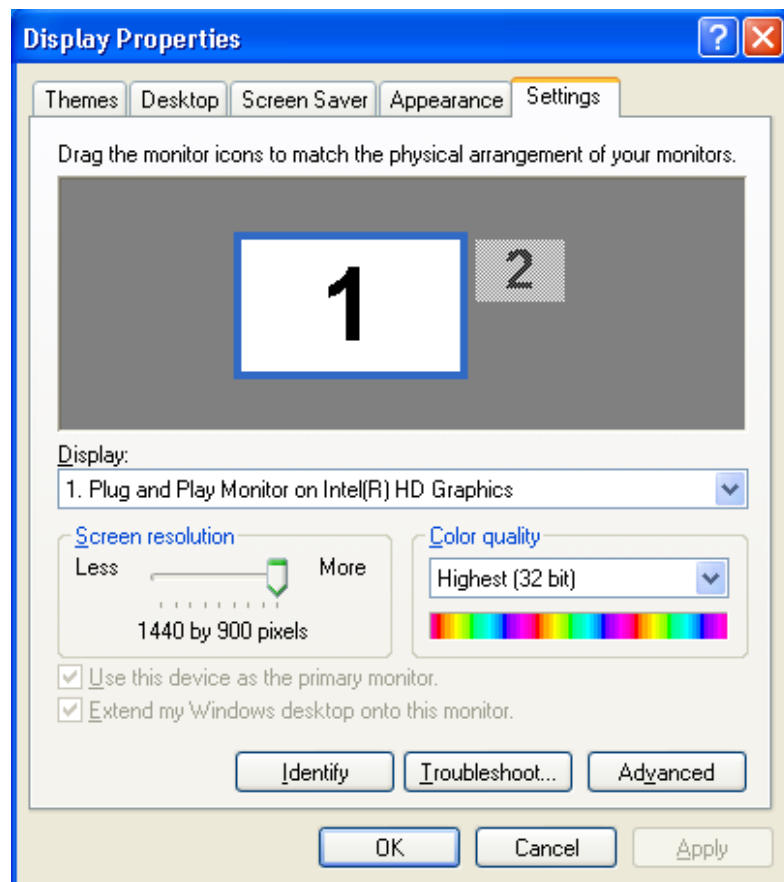 Display Properties
Themes Desktop Screen Saver Appearance Settings
Drag the monitor icons to match the physical arrangement of your monitors.
1 2
Display:
1. Plug and Play Monitor on Intel(R) HD Graphics
Screen resolution
Less More
1440 by 900 pixels
Color quality
Highest (32 bit)
Use this device as the primary monitor.
Extend my Windows desktop onto this monitor.
Identify Troubleshoot... Advanced
OK Cancel Apply